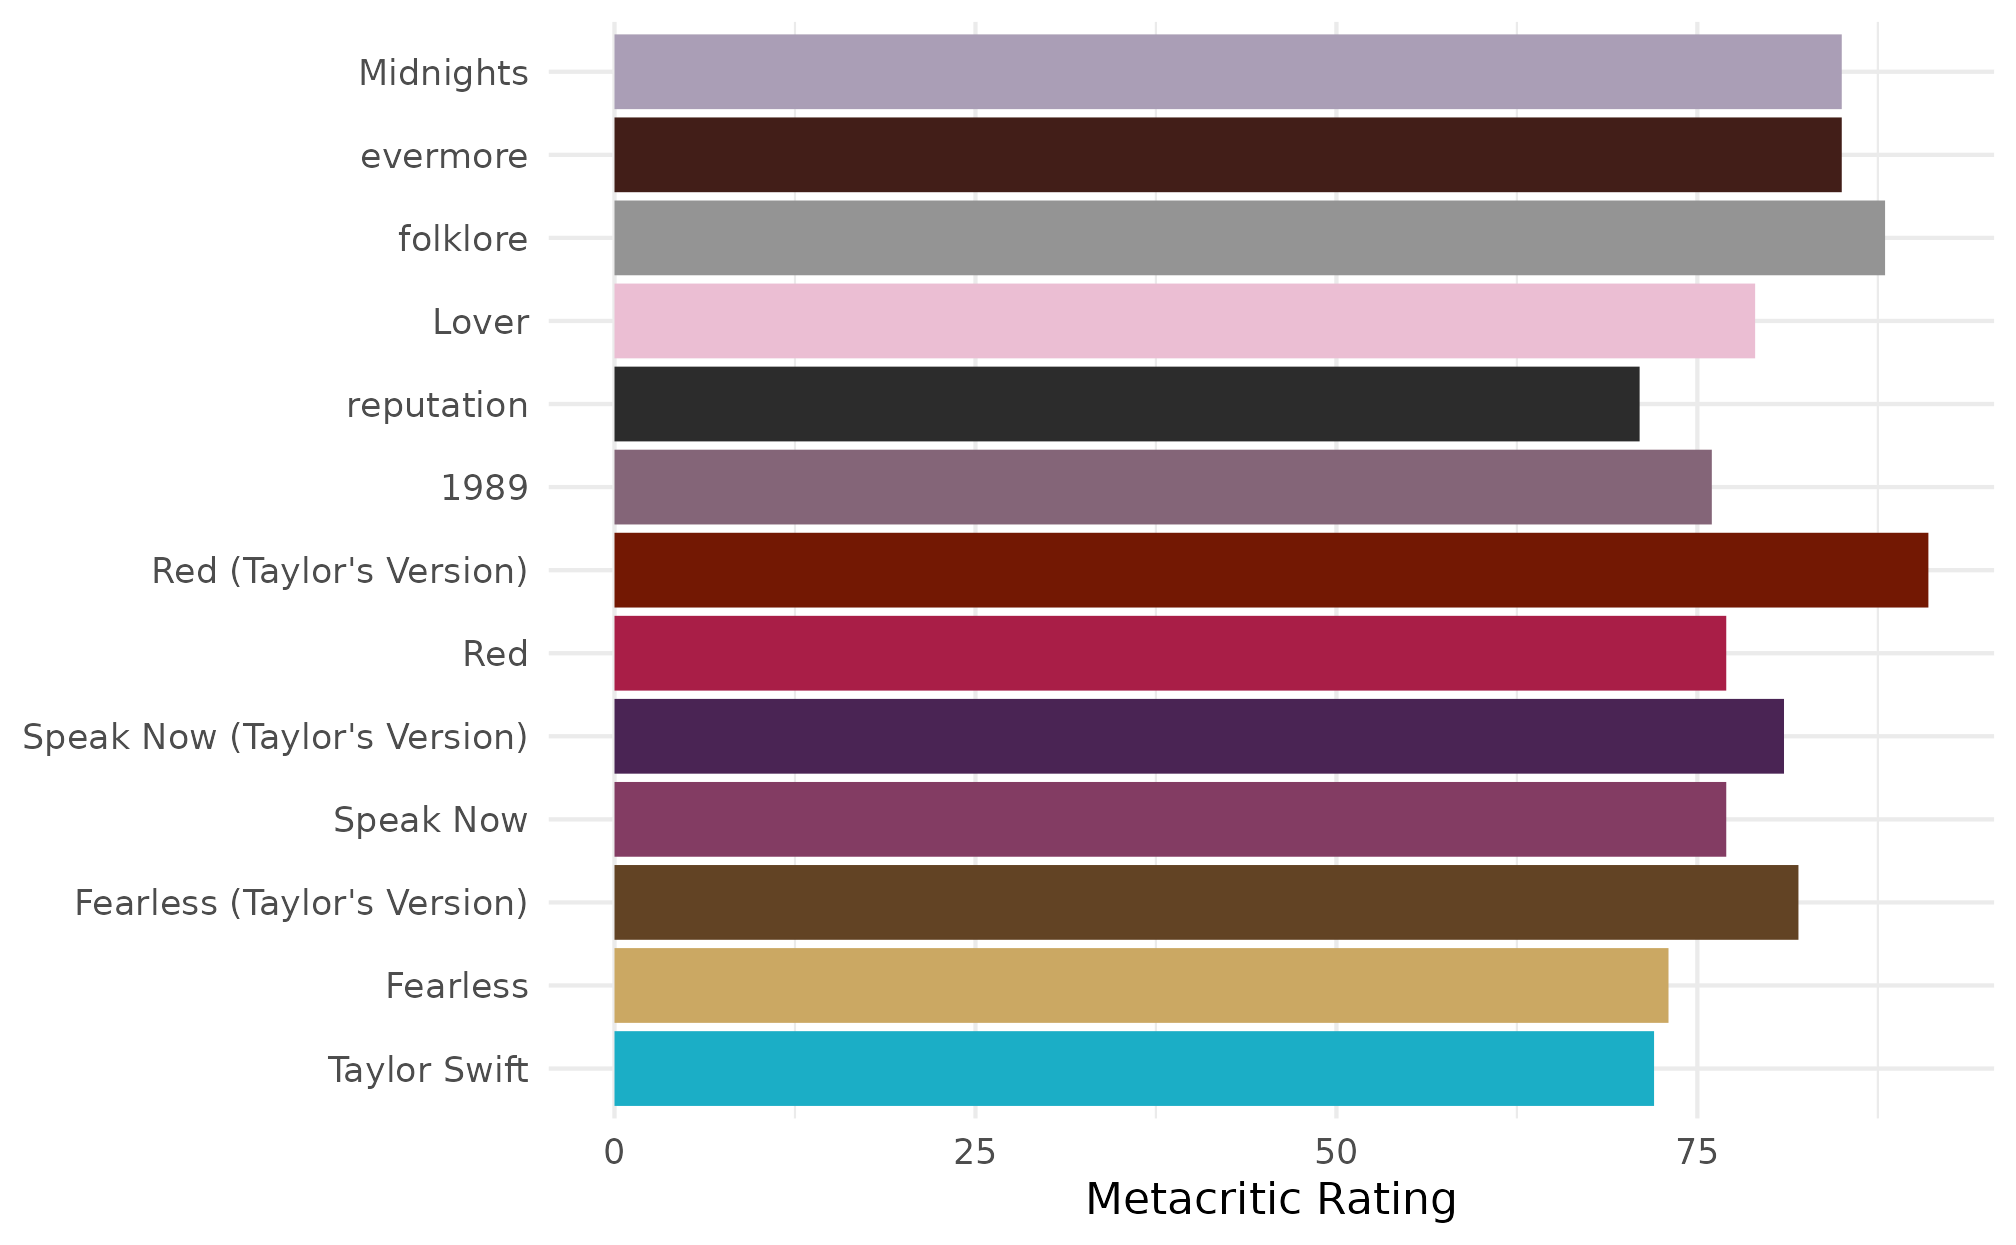 Midnights
evermore
folklore
Lover
reputation
1989
Red (Taylor's Version)
Red
Speak Now (Taylor's Version)
Speak Now
Fearless (Taylor's Version)
Fearless
Taylor Swift
0 25 50 75
Metacritic Rating